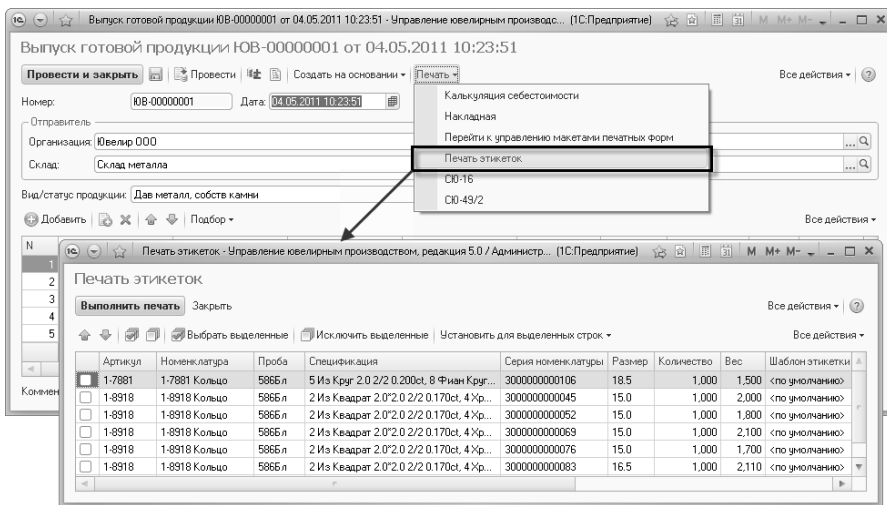 Выпуск готовой продукции ЮВ-00000001 от 04.05.2011 10:23:51 - Управление ювелирным производс... (1С:Предприятие) M M+ M-
Выпуск готовой продукции ЮВ-00000001 от 04.05.2011 10:23:51
Провести и закрыть Провести Создать на основании Печать Все действия
Номер: ЮВ-00000001 Дата: 04.05.2011 10:23:51
Калькуляция себестоимости
Накладная
Перейти к управлению макетами печатных форм
Печать этикеток
СЮ-16
СЮ-49/2
Отправитель
Организация: Ювелир ООО
Склад: Склад металла
Вид/статус продукции: Дав металл, собств камни
Добавить Подбор Все действия
N
1
2
3
4
5
Коммен
Печать этикеток - Управление ювелирным производством, редакция 5.0 / Администр... (1С:Предприятие) M M+ M-
Печать этикеток
Выполнить печать Закрыть Все действия
Выбрать выделенные Исключить выделенные Установить для выделенных строк Все действия
Артикул Номенклатура Проба Спецификация Серия номенклатуры Размер Количество Вес Шаблон этикетки
1-7881 1-7881 Кольцо 585Бл 5 Из Круг 2.0 2/2 0.200ct, 8 Фиан Круг... 3000000000106 18.5 1,000 1,500 <по умолчанию>
1-8918 1-8918 Кольцо 585Бл 2 Из Квадрат 2.0*2.0 2/2 0.170ct, 4 Хр... 3000000000045 15.0 1,000 2,000 <по умолчанию>
1-8918 1-8918 Кольцо 585Бл 2 Из Квадрат 2.0*2.0 2/2 0.170ct, 4 Хр... 3000000000052 15.0 1,000 1,800 <по умолчанию>
1-8918 1-8918 Кольцо 585Бл 2 Из Квадрат 2.0*2.0 2/2 0.170ct, 4 Хр... 3000000000069 15.0 1,000 2,100 <по умолчанию>
1-8918 1-8918 Кольцо 585Бл 2 Из Квадрат 2.0*2.0 2/2 0.170ct, 4 Хр... 3000000000076 15.0 1,000 1,700 <по умолчанию>
1-8918 1-8918 Кольцо 585Бл 2 Из Квадрат 2.0*2.0 2/2 0.170ct, 4 Хр... 3000000000083 16.5 1,000 2,110 <по умолчанию>